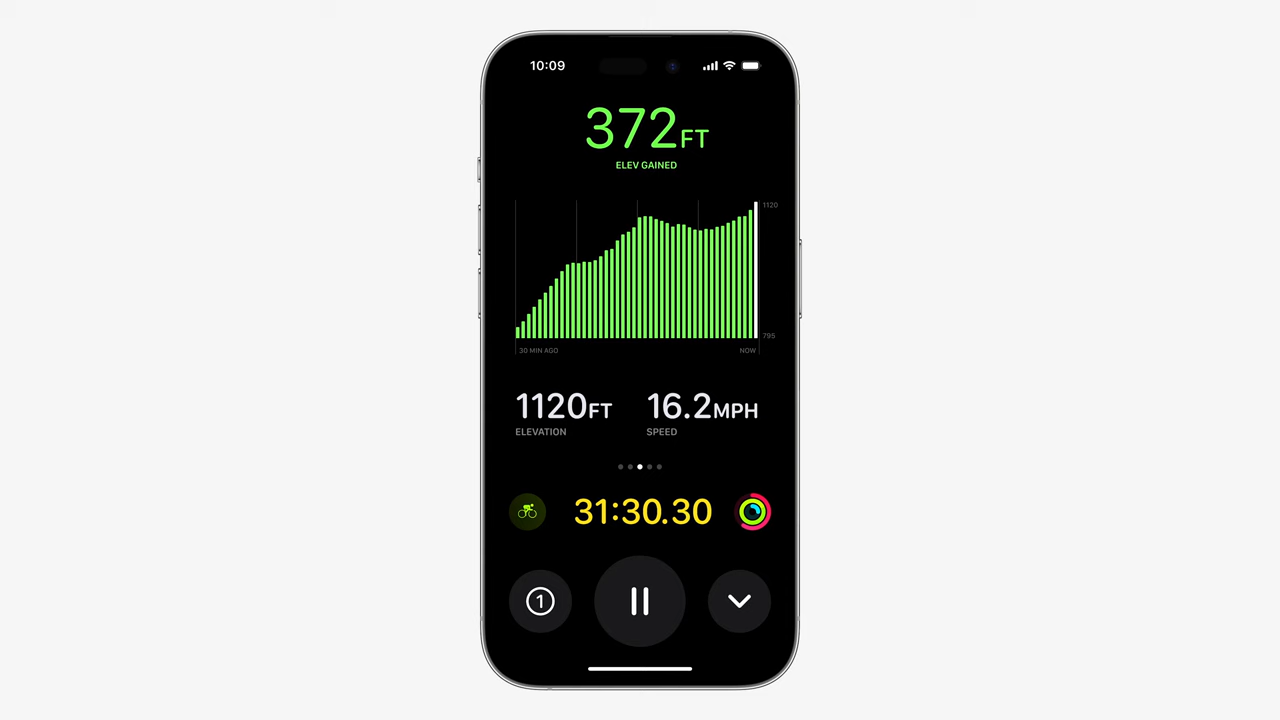 10:09
372FT
ELEV GAINED
1120
795
30 MIN AGO NOW
1120FT 16.2MPH
ELEVATION SPEED
31:30.30
1